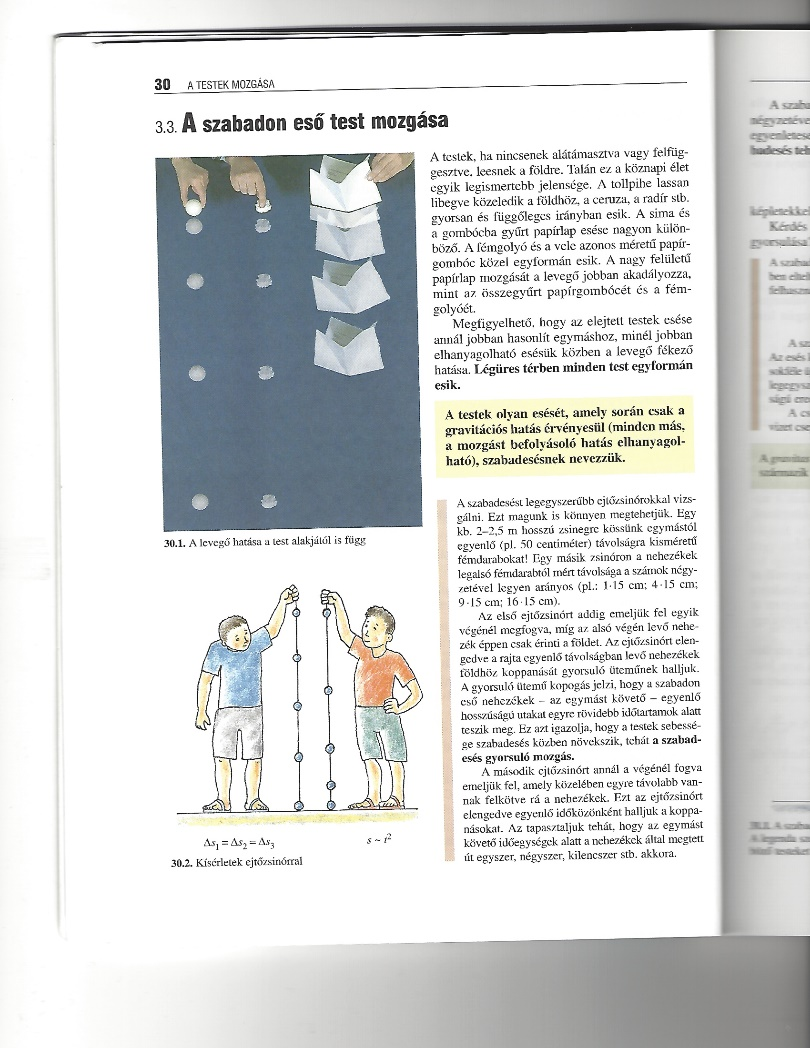 30 A TESTEK MOZGÁSA
3.3. A szabadon eső test mozgása
A testek, ha nincsenek alátámasztva vagy felfüg-
gesztve, leesnek a földre. Talán ez a köznapi élet
egyik legismertebb jelensége. A tollpihe lassan
libegve közeledik a földhöz, a ceruza, a radír stb.
gyorsan és függőleges irányban esik. A sima és
a gombócba gyűrt papírlap esése nagyon külön-
böző. A fémgolyó és a vele azonos méretű papír-
gombóc közel egyformán esik. A nagy felületű
papírlap mozgását a levegő jobban akadályozza,
mint az összegyűrt papírgombócét és a fém-
golyóét.
Megfigyelhető, hogy az elejtett testek esése
annál jobban hasonlít egymáshoz, minél jobban
elhanyagolható esésük közben a levegő fékező
hatása. Légüres térben minden test egyformán
esik.
A testek olyan esését, amely során csak a
gravitációs hatás érvényesül (minden más,
a mozgást befolyásoló hatás elhanyagol-
ható), szabadesésnek nevezzük.
30.1. A levegő hatása a test alakjától is függ
A szabadesést legegyszerűbb ejtőzsinórokkal vizs-
gálni. Ezt magunk is könnyen megtehetjük. Egy
kb. 2–2,5 m hosszú zsinegre kössünk egymástól
egyenlő (pl. 50 centiméter) távolságra kisméretű
fémdarabokat! Egy másik zsinóron a nehezékek
legalsó fémdarabtól mért távolsága a számok négy-
zetével legyen arányos (pl.: 1·15 cm; 4·15 cm;
9·15 cm; 16·15 cm).
Az első ejtőzsinórt addig emeljük fel egyik
végénél megfogva, míg az alsó végén levő nehe-
zék éppen csak érinti a földet. Az ejtőzsinórt elen-
gedve a rajta egyenlő távolságban levő nehezékek
földhöz koppanását gyorsuló üteműnek halljuk.
A gyorsuló ütemű kopogás jelzi, hogy a szabadon
eső nehezékek – az egymást követő – egyenlő
hosszúságú utakat egyre rövidebb időtartamok alatt
teszik meg. Ez azt igazolja, hogy a testek sebessé-
ge szabadesés közben növekszik, tehát a szabad-
esés gyorsuló mozgás.
A második ejtőzsinórt annál a végénél fogva
emeljük fel, amely közelében egyre távolabb van-
nak felkötve rá a nehezékek. Ezt az ejtőzsinórt
elengedve egyenlő időközönként halljuk a koppa-
násokat. Az tapasztaljuk tehát, hogy az egymást
követő időegységek alatt a nehezékek által megtett
út egyszer, négyszer, kilencszer stb. akkora.
Δs₁ = Δs₂ = Δs₃
s ~ t²
30.2. Kísérletek ejtőzsinórral